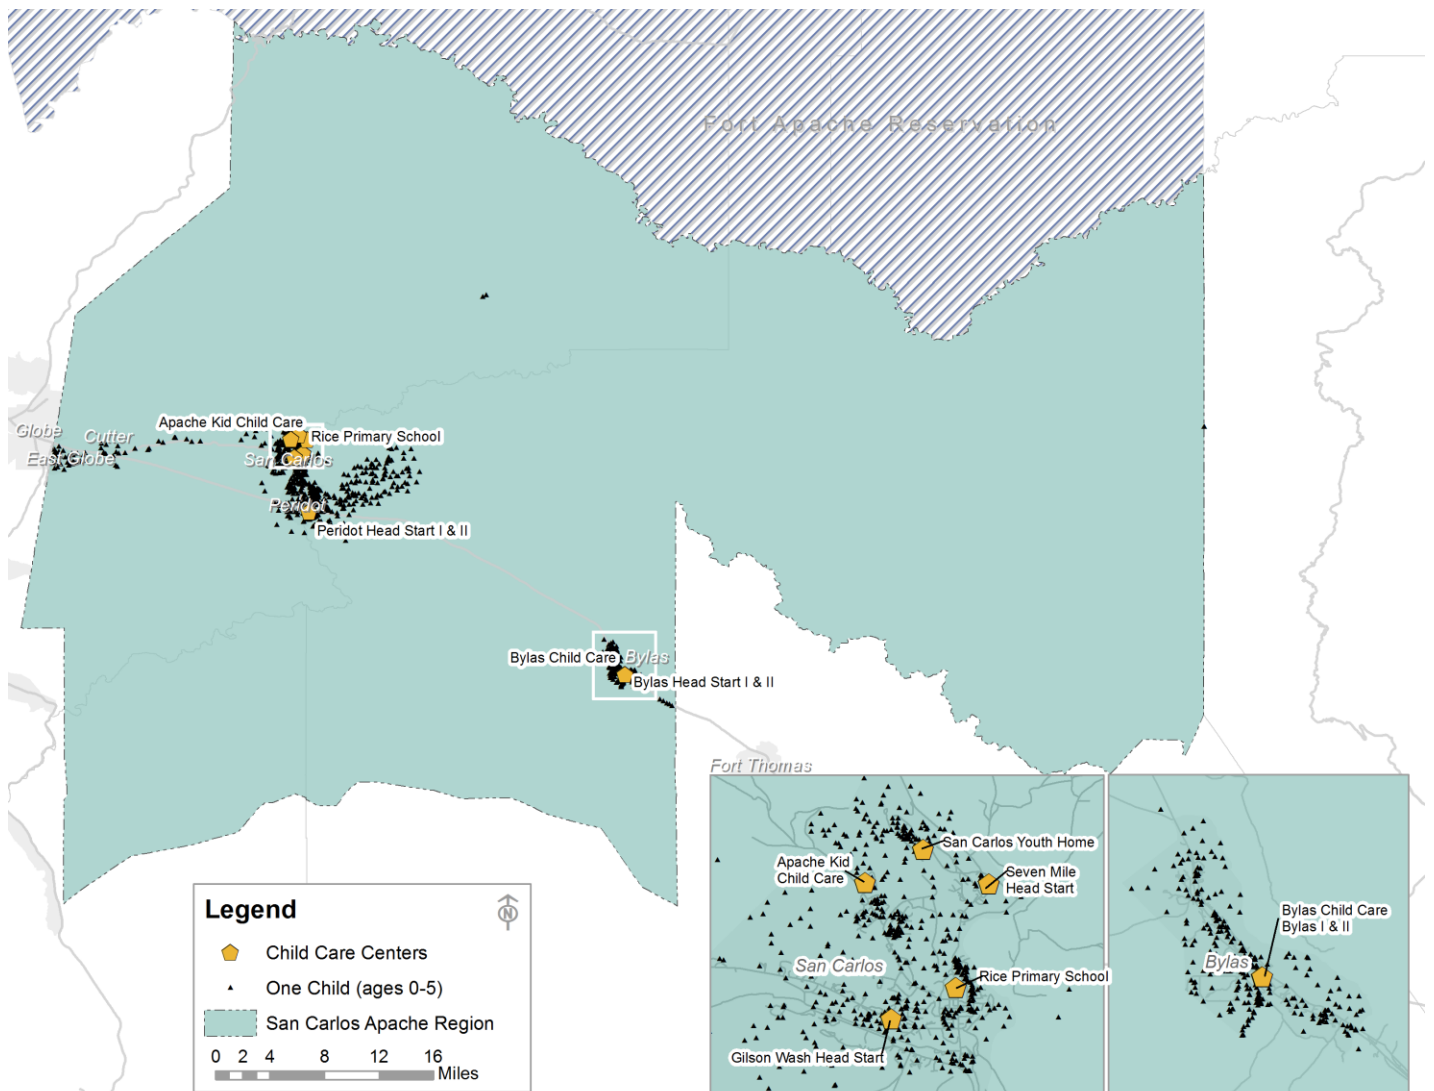 Fort Apache Reservation
Apache Kid Child Care
Globe
Cutter
Rice Primary School
East Globe
San Carlos
Peridot
Peridot Head Start I & II
Bylas Child Care
Bylas
Bylas Head Start I & II
Fort Thomas
San Carlos Youth Home
Apache Kid
Child Care
Seven Mile
Head Start
San Carlos
Rice Primary School
Gilson Wash Head Start
Bylas Child Care
Bylas I & II
Bylas
Legend
N
Child Care Centers
One Child (ages 0-5)
San Carlos Apache Region
0 2 4 8 12 16
Miles